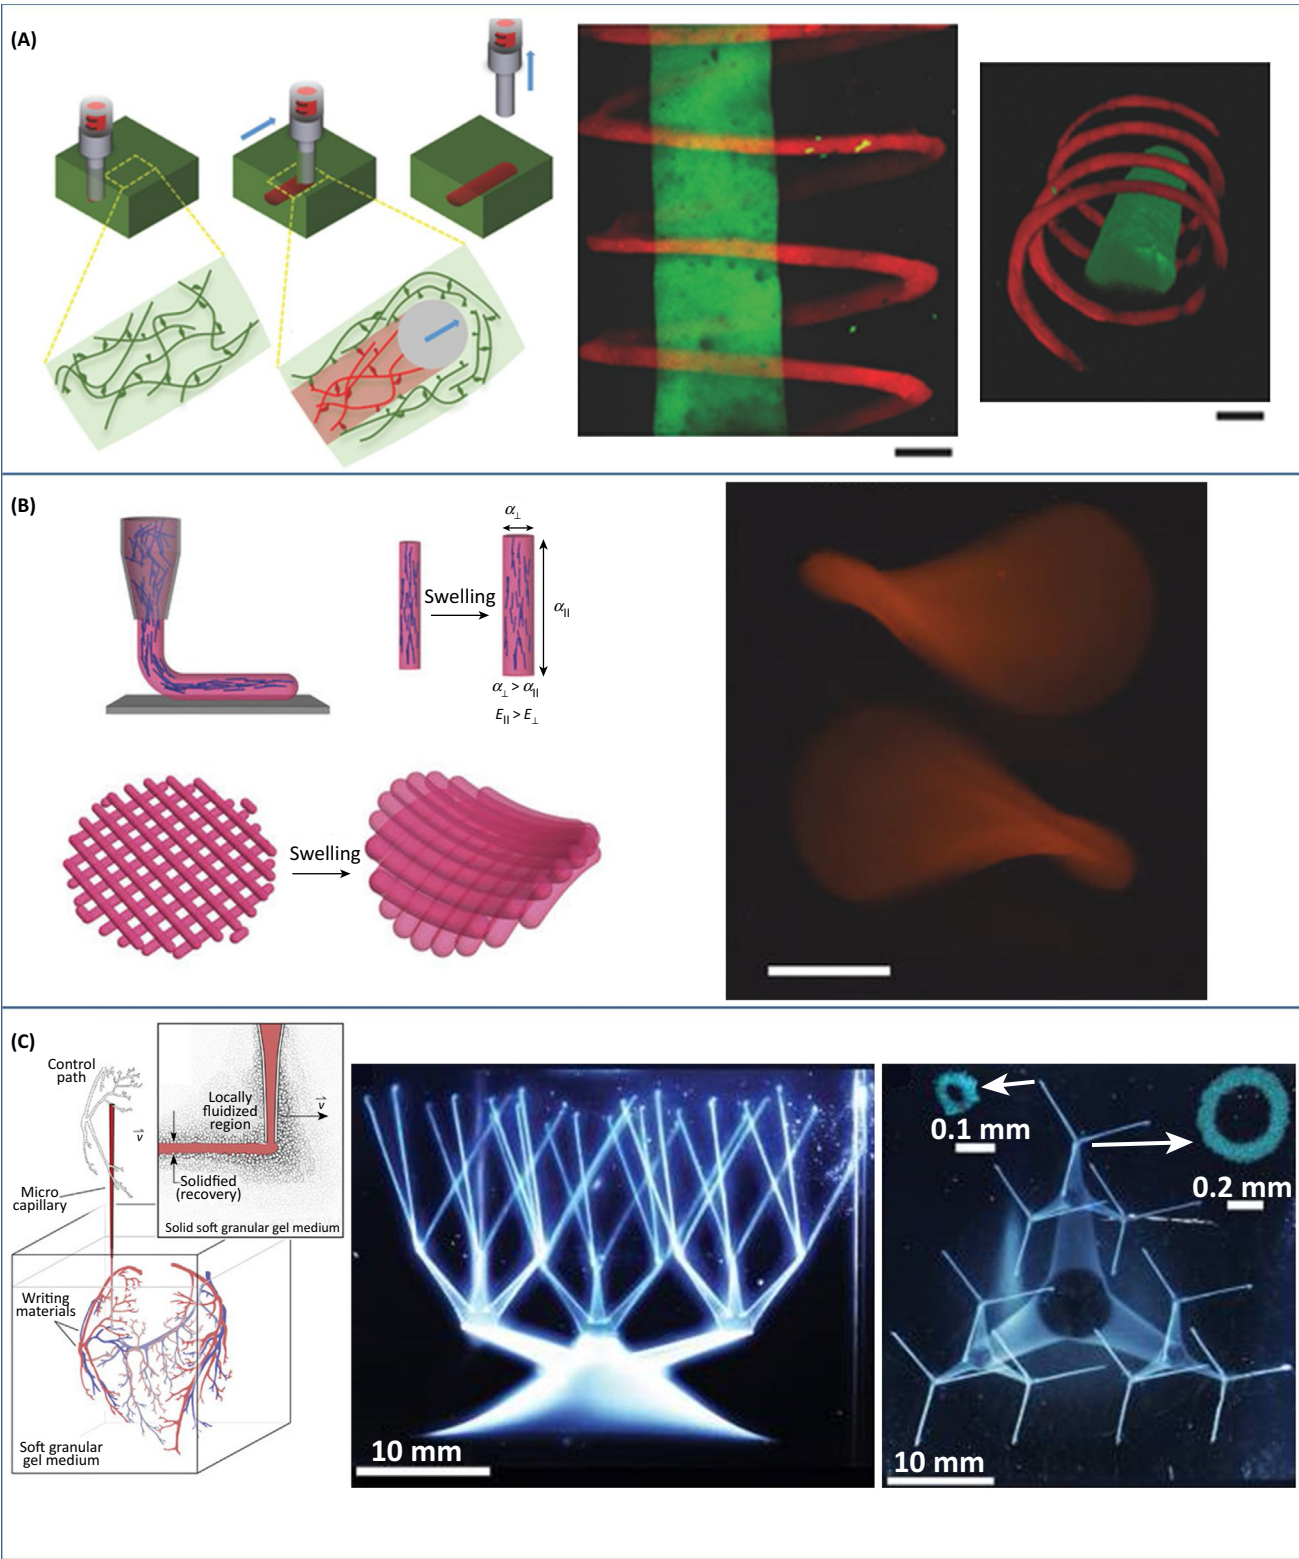 (A)
(B)
α⊥
Swelling
α||
α⊥ > α||
E|| > E⊥
Swelling
(C)
Control
path
v⃗
Micro
capillary
Writing
materials
Soft granular
gel medium
Locally
fluidized
region
v⃗
Solidfied
(recovery)
Solid soft granular gel medium
10 mm
0.1 mm
0.2 mm
10 mm